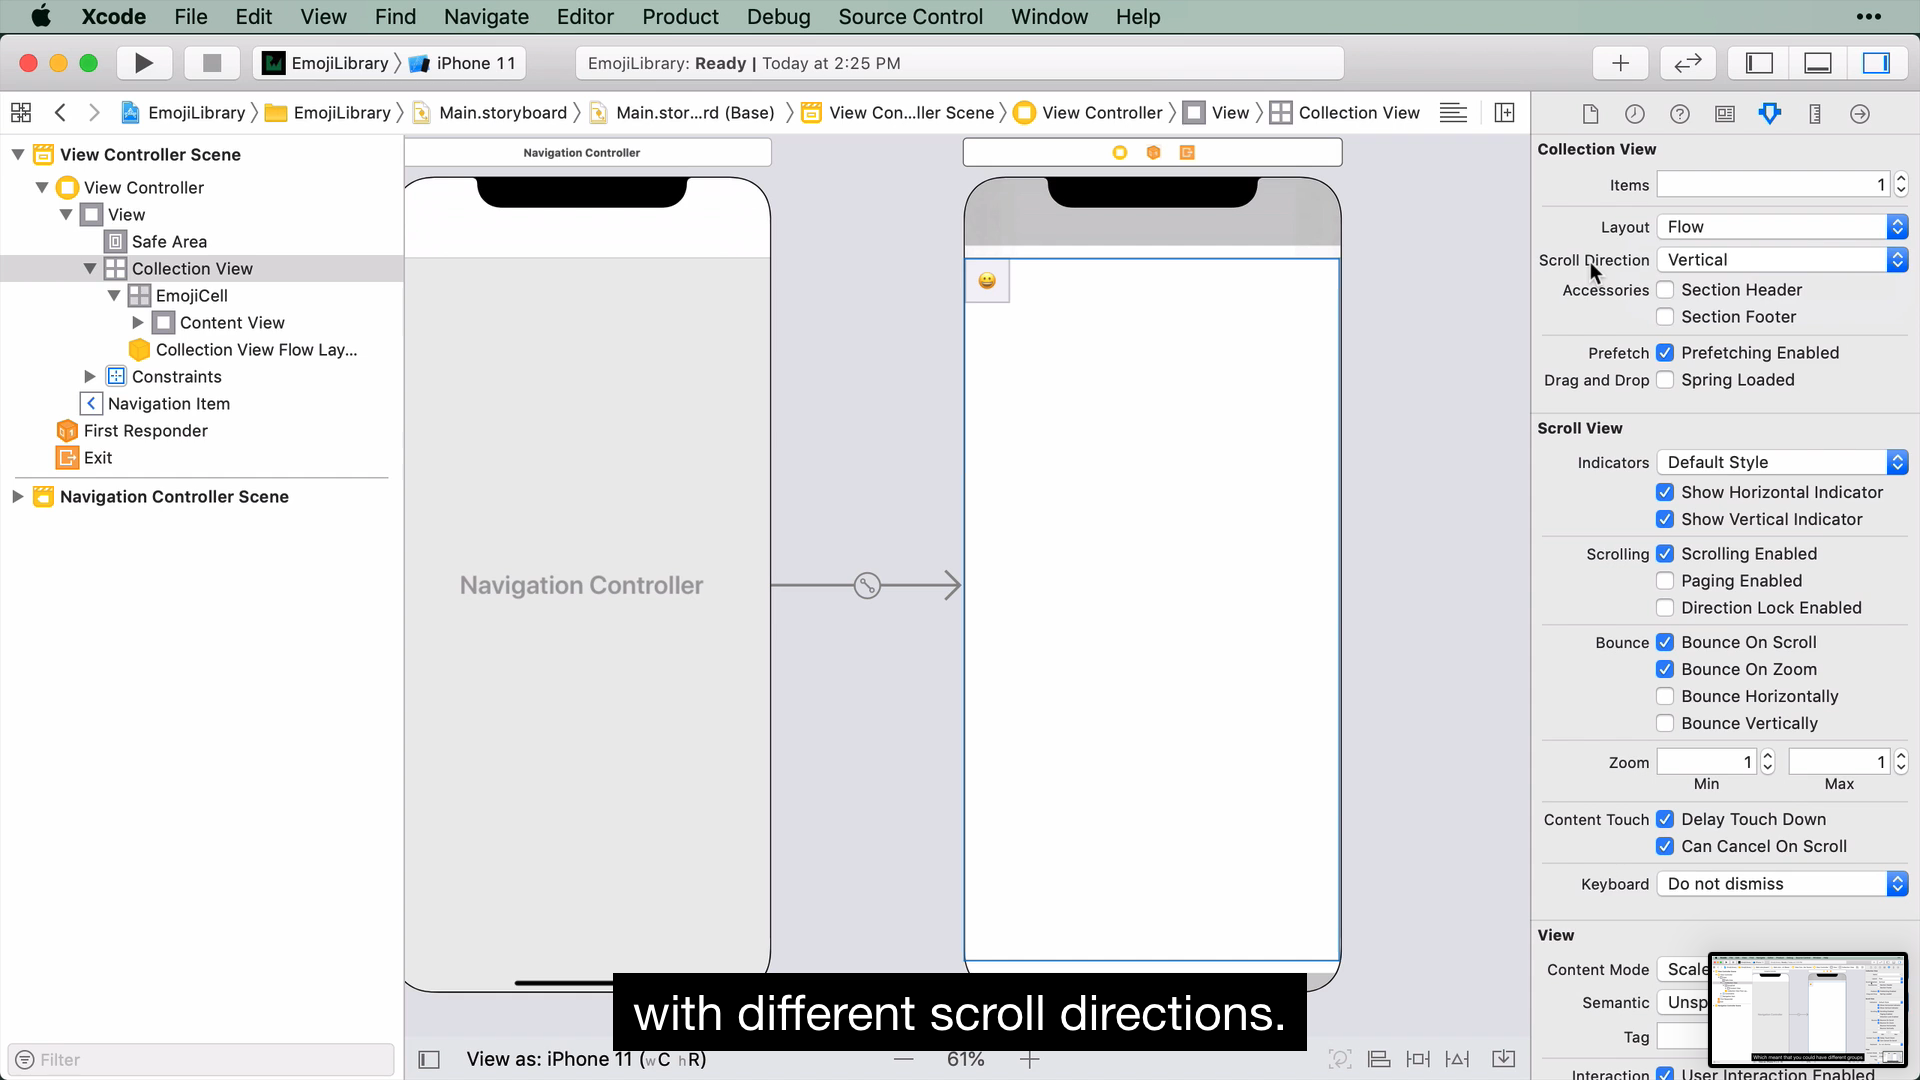 Xcode File Edit View Find Navigate Editor Product Debug Source Control Window Help •••
EmojiLibrary iPhone 11
EmojiLibrary: Ready | Today at 2:25 PM
EmojiLibrary EmojiLibrary Main.storyboard Main.stor...rd (Base) View Con...ller Scene View Controller View Collection View
View Controller Scene
View Controller
View
Safe Area
Collection View
EmojiCell
Content View
Collection View Flow Lay...
Constraints
Navigation Item
First Responder
Exit
Navigation Controller Scene
Filter
Navigation Controller
Navigation Controller
with different scroll directions.
View as: iPhone 11 (wC hR)
61%
Collection View
Items 1
Layout Flow
Scroll Direction Vertical
Accessories Section Header
Section Footer
Prefetch Prefetching Enabled
Drag and Drop Spring Loaded
Scroll View
Indicators Default Style
Show Horizontal Indicator
Show Vertical Indicator
Scrolling Scrolling Enabled
Paging Enabled
Direction Lock Enabled
Bounce Bounce On Scroll
Bounce On Zoom
Bounce Horizontally
Bounce Vertically
Zoom 1 1
Min Max
Content Touch Delay Touch Down
Can Cancel On Scroll
Keyboard Do not dismiss
View
Content Mode Scale
Semantic Unsp
Tag
Interaction User Interaction Enabled
Which meant that you could have different groups